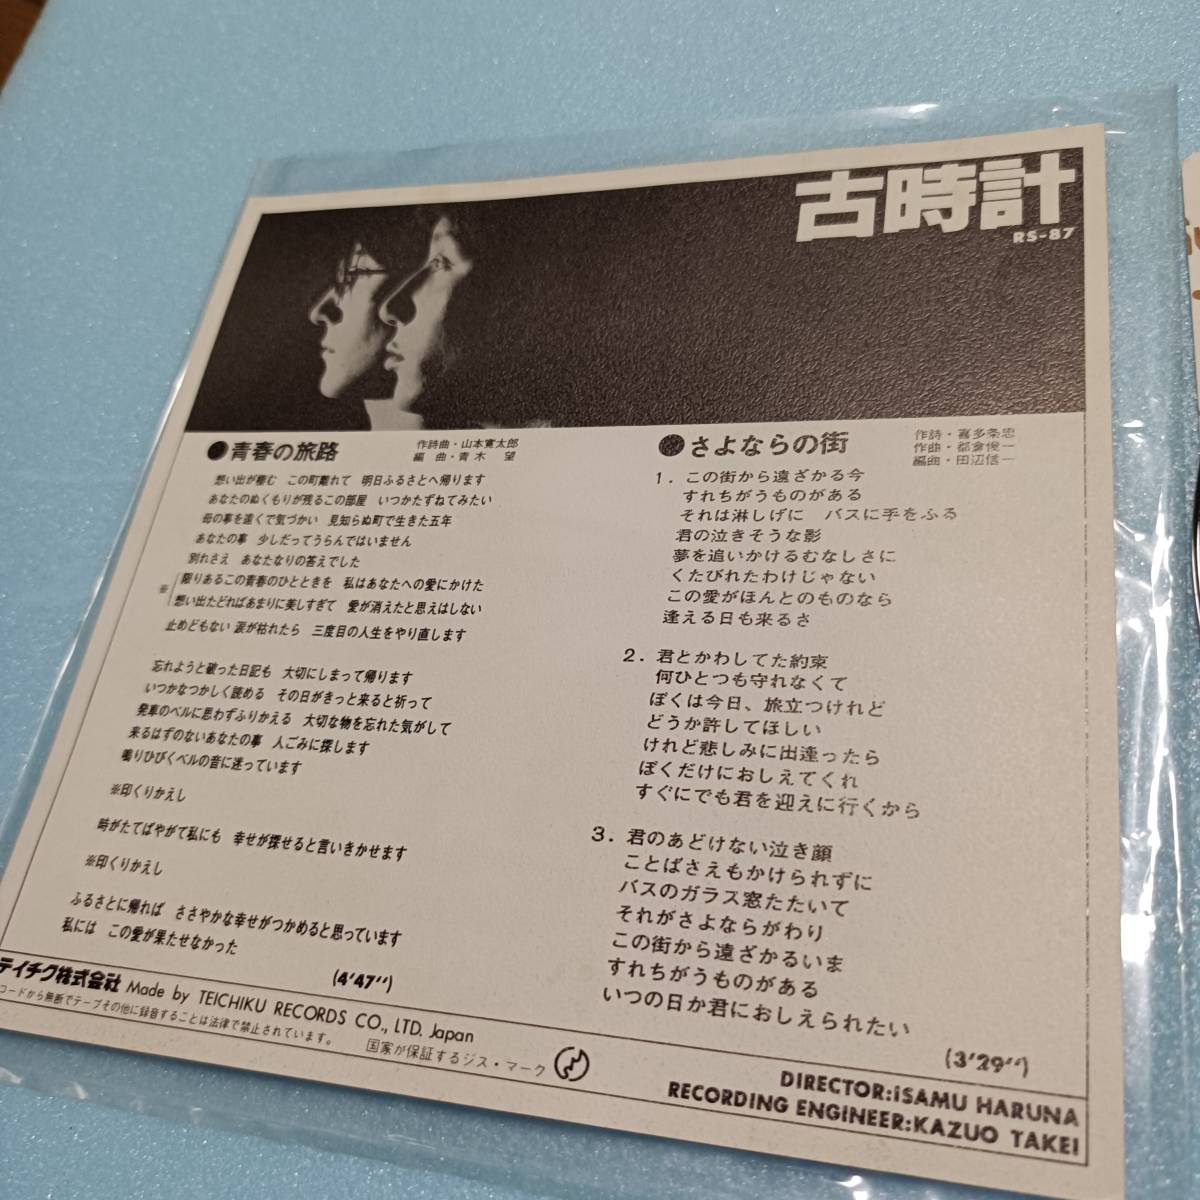 古時計
RS-87
●青春の旅路
作詩曲・山本寛太郎
編　曲・青木　望
想い出が痛む　この町離れて　明日ふるさとへ帰ります
あなたのぬくもりが残るこの部屋　いつかたずねてみたい
母の事を遠くで気づかい　見知らぬ町で生きた五年
あなたの事　少しだってうらんではいません
別れさえ　あなたなりの答えでした
※
限りあるこの青春のひとときを　私はあなたへの愛にかけた
想い出たどればあまりに美しすぎて　愛が消えたと思えはしない
止めどもない涙が枯れたら　三度目の人生をやり直します
忘れようと破った日記も　大切にしまって帰ります
いつかなつかしく読める　その日がきっと来ると祈って
発車のベルに思わずふりかえる　大切な物を忘れた気がして
来るはずのないあなたの事　人ごみに探します
鳴りひびくベルの音に迷っています
※印くりかえし
時がたてばやがて私にも　幸せが探せると言いきかせます
※印くりかえし
ふるさとに帰れば　ささやかな幸せがつかめると思っています
私には　この愛が果たせなかった
(4′47″)
●さよならの街
作詩・喜多条忠
作曲・都倉俊一
編曲・田辺信一
1．この街から遠ざかる今
すれちがうものがある
それは淋しげに　バスに手をふる
君の泣きそうな影
夢を追いかけるむなしさに
くたびれたわけじゃない
この愛がほんとのものなら
逢える日も来るさ
2．君とかわしてた約束
何ひとつも守れなくて
ぼくは今日、旅立つけれど
どうか許してほしい
けれど悲しみに出逢ったら
ぼくだけにおしえてくれ
すぐにでも君を迎えに行くから
3．君のあどけない泣き顔
ことばさえもかけられずに
バスのガラス窓たたいて
それがさよならがわり
この街から遠ざかるいま
すれちがうものがある
いつの日か君におしえられたい
(3′29″)
テイチク株式会社 Made by TEICHIKU RECORDS CO., LTD. Japan
コードから無断でテープその他に録音することは法律で禁止されています。
国家が保証するジス・マーク
DIRECTOR:iSAMU HARUNA
RECORDING ENGINEER:KAZUO TAKEI